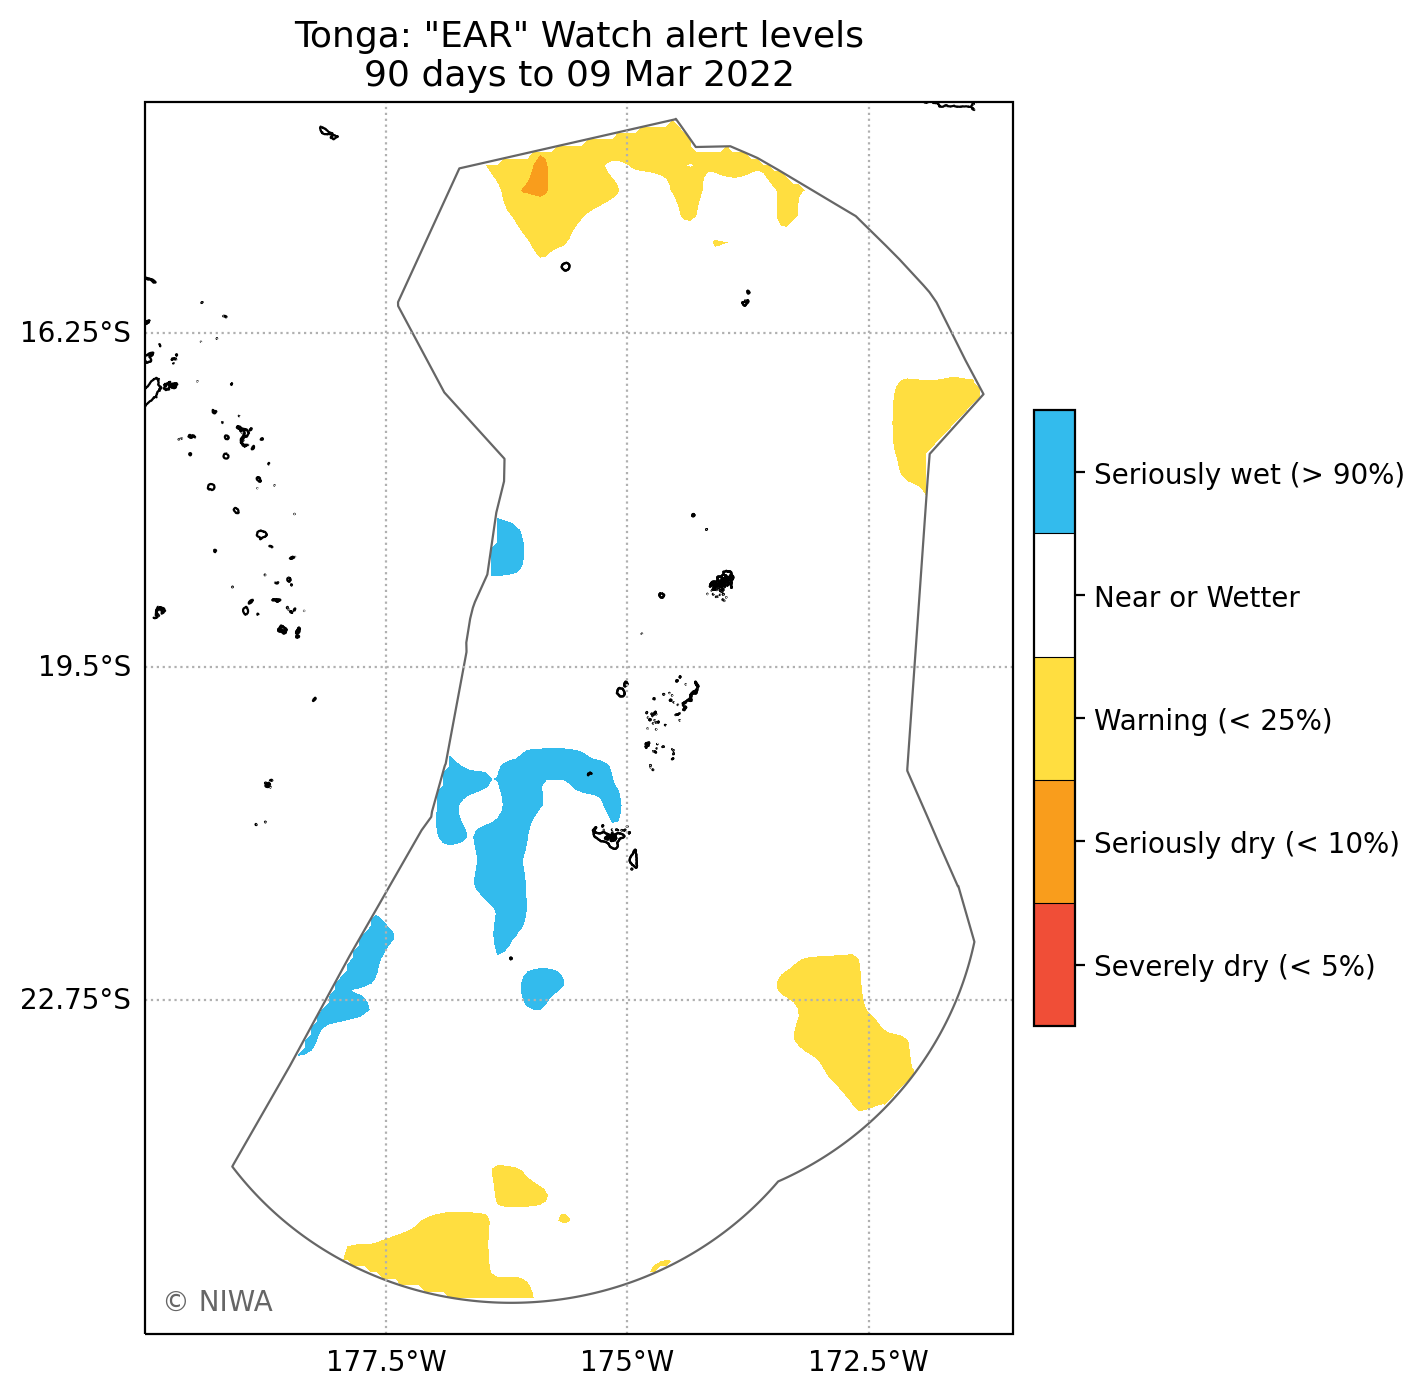 Tonga: "EAR" Watch alert levels
90 days to 09 Mar 2022
16.25°S
19.5°S
22.75°S
177.5°W
175°W
172.5°W
Seriously wet (> 90%)
Near or Wetter
Warning (< 25%)
Seriously dry (< 10%)
Severely dry (< 5%)
© NIWA